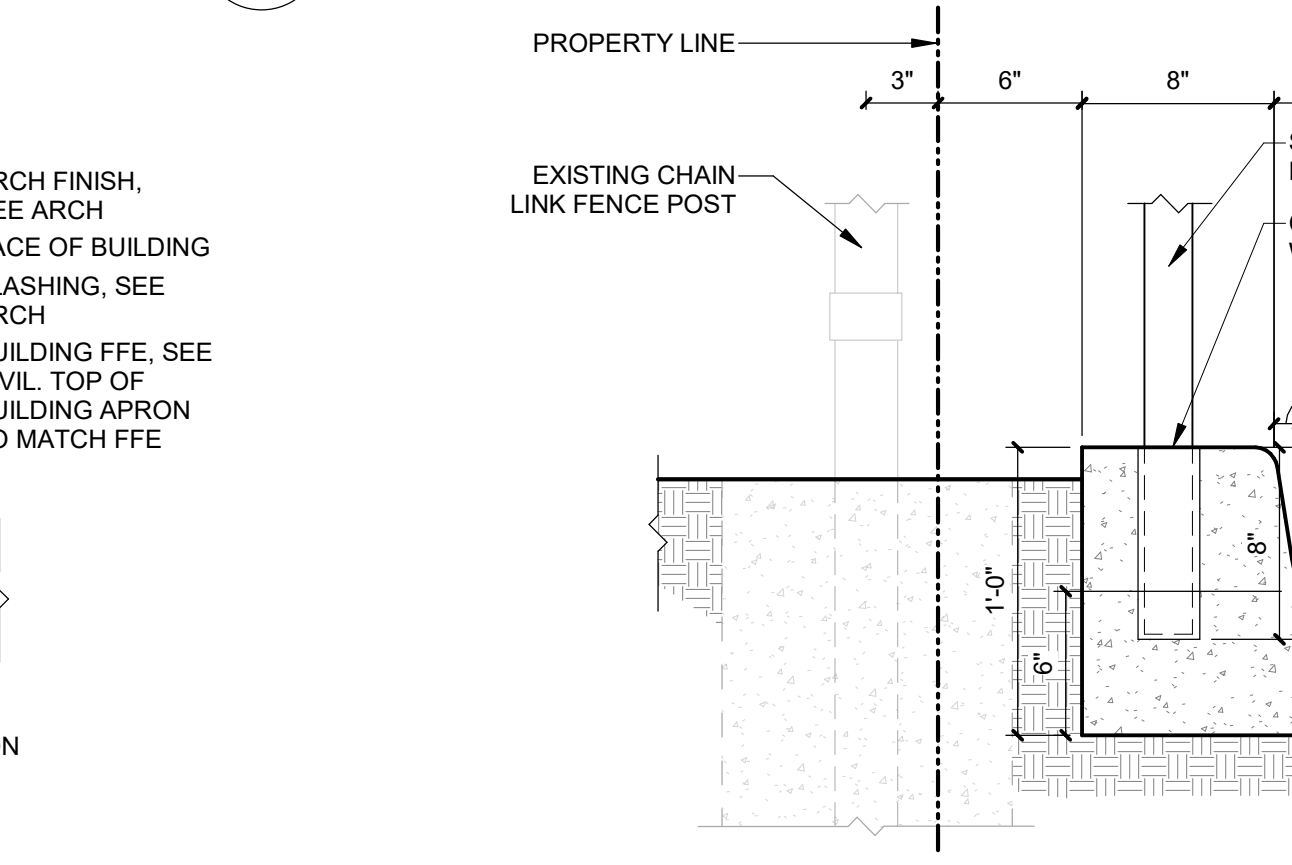 PROPERTY LINE
3"
6"
8"
EXISTING CHAIN
LINK FENCE POST
RCH FINISH,
EE ARCH
ACE OF BUILDING
LASHING, SEE
RCH
UILDING FFE, SEE
VIL. TOP OF
UILDING APRON
O MATCH FFE
8"
1'-0"
6"
ON